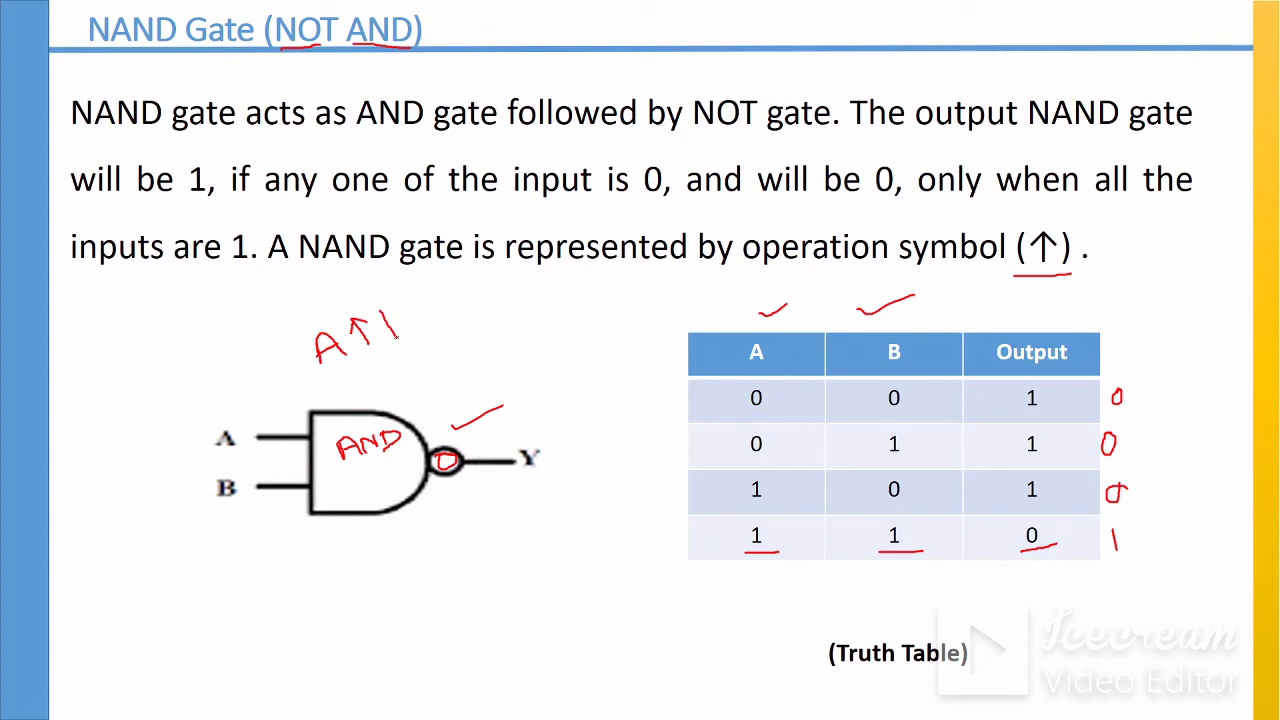 NAND Gate (NOT AND)
NAND gate acts as AND gate followed by NOT gate. The output NAND gate
will be 1, if any one of the input is 0, and will be 0, only when all the
inputs are 1. A NAND gate is represented by operation symbol (↑) .
A ↑
A B Output
0 0 1 0
A AND
0 1 1 0
Y
B
1 0 1 0
1 1 0 1
(Truth Table)
Icecream
Video Editor